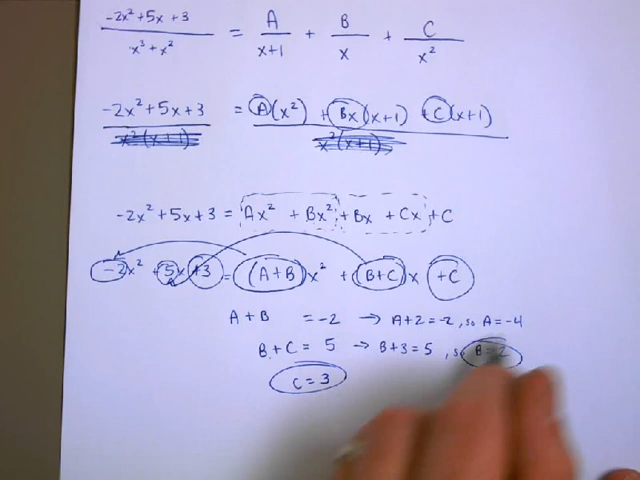 (-2x²+5x+3)/(x³+x²) = A/(x+1) + B/x + C/x²
(-2x²+5x+3)/(x²(x+1)) = (A(x²) + Bx(x+1) + C(x+1))/(x²(x+1))
-2x²+5x+3 = Ax² + Bx² + Bx + Cx + C
-2x² + 5x + 3 = (A+B)x² + (B+C)x + C
A + B = -2 → A+2=-2, so A=-4
B + C = 5 → B+3=5, so B=2
C = 3